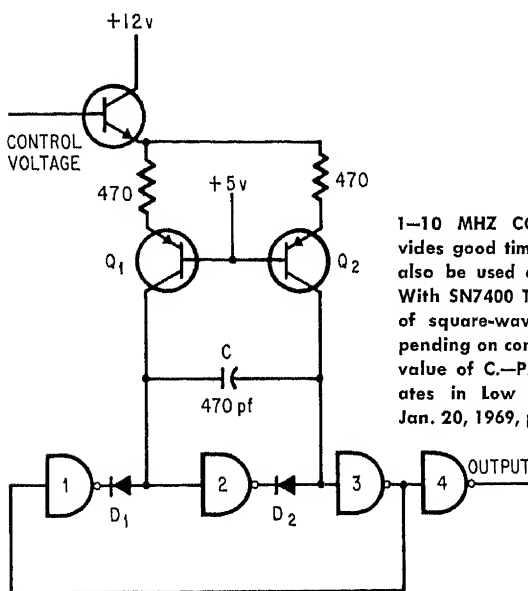 +12v
CONTROL
VOLTAGE
470
+5v
470
Q1
Q2
C
470 pf
1
D1
2
D2
3
4
OUTPUT
1–10 MHZ CO
vides good tim
also be used
With SN7400 T
of square-wav
pending on con
value of C.—P.
ates in Low
Jan. 20, 1969, p